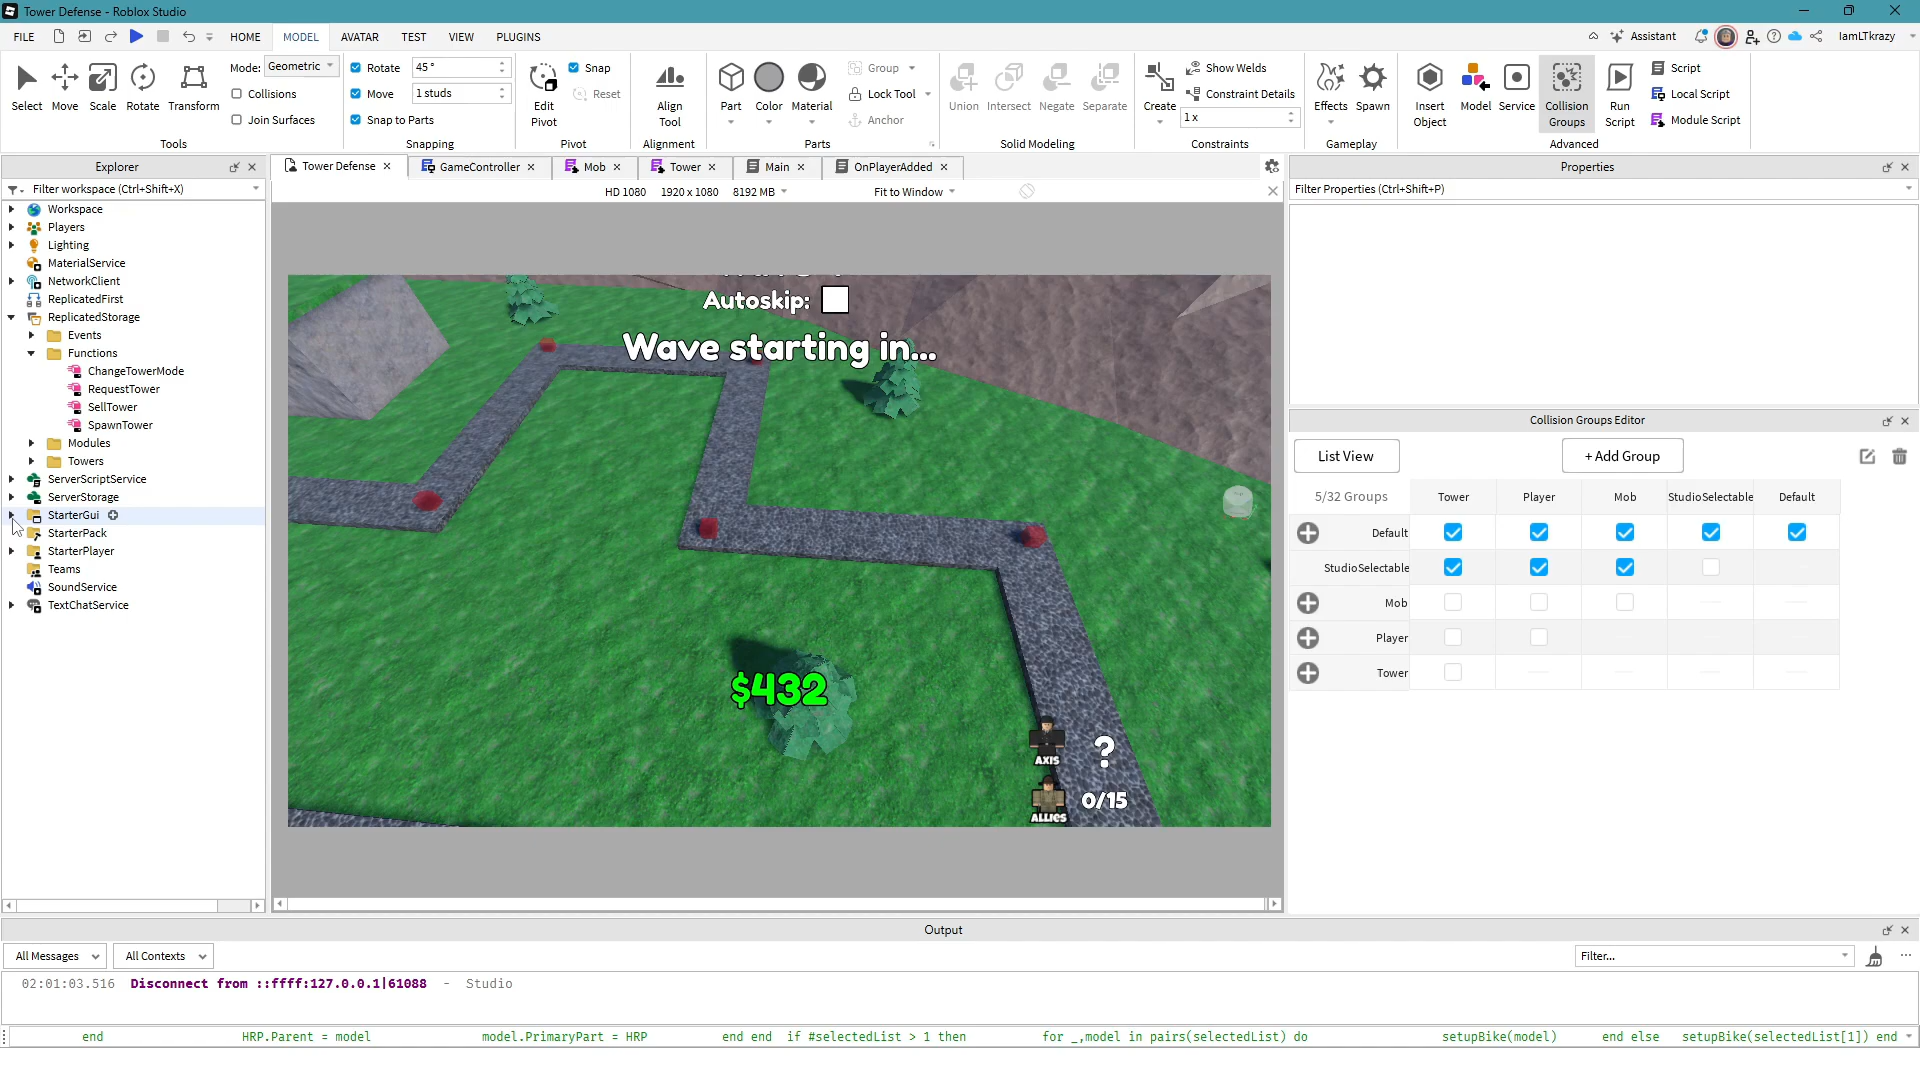 Tower Defense - Roblox Studio
FILE HOME MODEL AVATAR TEST VIEW PLUGINS Assistant IamLTkrazy
Select Move Scale Rotate Transform
Mode: Geometric
Collisions
Join Surfaces
Tools
Rotate 45°
Move 1 studs
Snap to Parts
Snapping
Edit Pivot
Snap
Reset
Pivot
Align Tool
Alignment
Part Color Material
Group
Lock Tool
Anchor
Parts
Union Intersect Negate Separate
Solid Modeling
Create
Show Welds
Constraint Details
1x
Constraints
Effects Spawn
Gameplay
Insert Object Model Service Collision Groups Run Script
Script
Local Script
Module Script
Advanced
Explorer
Filter workspace (Ctrl+Shift+X)
Workspace
Players
Lighting
MaterialService
NetworkClient
ReplicatedFirst
ReplicatedStorage
Events
Functions
ChangeTowerMode
RequestTower
SellTower
SpawnTower
Modules
Towers
ServerScriptService
ServerStorage
StarterGui
StarterPack
StarterPlayer
Teams
SoundService
TextChatService
Tower Defense GameController Mob Tower Main OnPlayerAdded
HD 1080 1920 x 1080 8192 MB Fit to Window
Autoskip:
Wave starting in...
$432
AXIS ?
0/15
ALLIES
Properties
Filter Properties (Ctrl+Shift+P)
Collision Groups Editor
List View + Add Group
5/32 Groups Tower Player Mob StudioSelectable Default
Default
StudioSelectable
Mob
Player
Tower
Output
All Messages All Contexts Filter...
02:01:03.516 Disconnect from ::ffff:127.0.0.1|61088 - Studio
end HRP.Parent = model model.PrimaryPart = HRP end end if #selectedList > 1 then for _,model in pairs(selectedList) do setupBike(model) end else setupBike(selectedList[1]) end